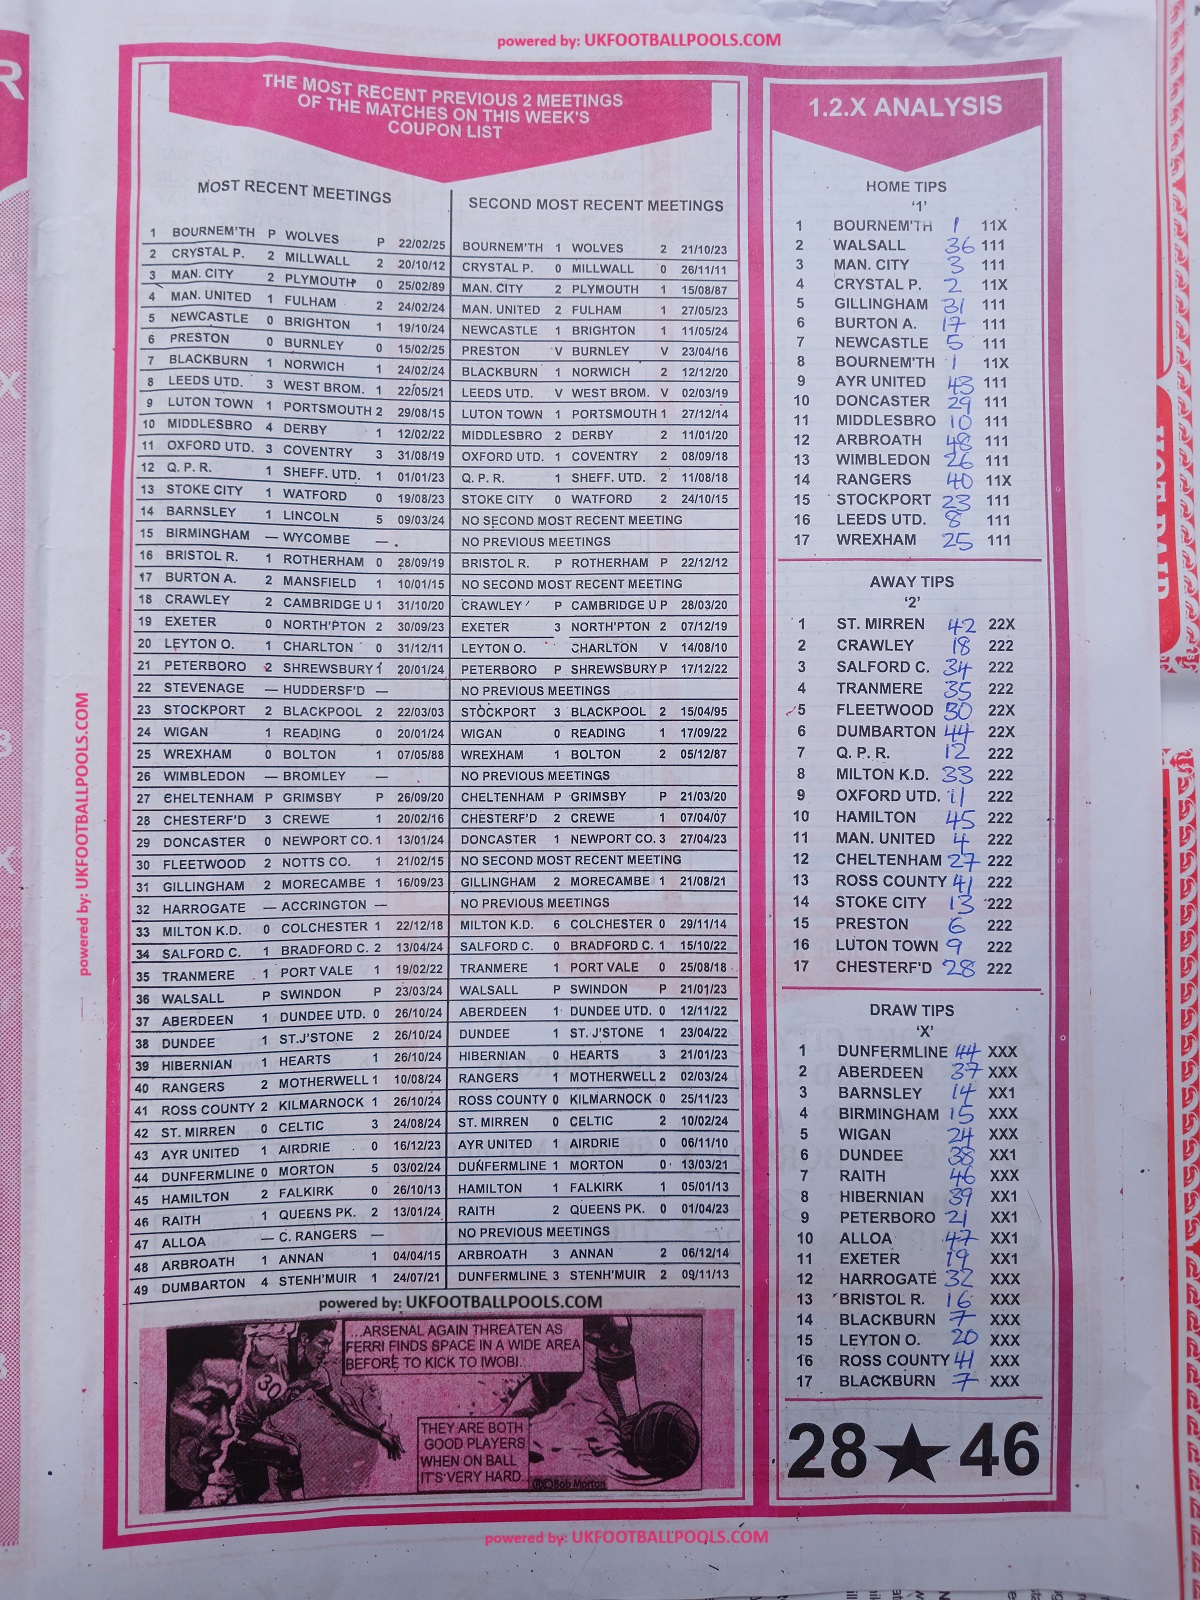 powered by: UKFOOTBALLPOOLS.COM
THE MOST RECENT PREVIOUS 2 MEETINGS
OF THE MATCHES ON THIS WEEK'S
COUPON LIST
MOST RECENT MEETINGS
SECOND MOST RECENT MEETINGS
1 BOURNEM'TH P WOLVES P 22/02/25 BOURNEM'TH 1 WOLVES 2 21/10/23
2 CRYSTAL P. 2 MILLWALL 2 20/10/12 CRYSTAL P. 0 MILLWALL 0 26/11/11
3 MAN. CITY 2 PLYMOUTH 0 25/02/89 MAN. CITY 2 PLYMOUTH 1 15/08/87
4 MAN. UNITED 1 FULHAM 2 24/02/24 MAN. UNITED 2 FULHAM 1 27/05/23
5 NEWCASTLE 0 BRIGHTON 1 19/10/24 NEWCASTLE 1 BRIGHTON 1 11/05/24
6 PRESTON 0 BURNLEY 0 15/02/25 PRESTON V BURNLEY V 23/04/16
7 BLACKBURN 1 NORWICH 1 24/02/24 BLACKBURN 1 NORWICH 2 12/12/20
8 LEEDS UTD. 3 WEST BROM. 1 22/05/21 LEEDS UTD. V WEST BROM. V 02/03/19
9 LUTON TOWN 1 PORTSMOUTH 2 29/08/15 LUTON TOWN 1 PORTSMOUTH 1 27/12/14
10 MIDDLESBRO 4 DERBY 1 12/02/22 MIDDLESBRO 2 DERBY 2 11/01/20
11 OXFORD UTD. 3 COVENTRY 3 31/08/19 OXFORD UTD. 1 COVENTRY 2 08/09/18
12 Q. P. R. 1 SHEFF. UTD. 1 01/01/23 Q. P. R. 1 SHEFF. UTD. 2 11/08/18
13 STOKE CITY 1 WATFORD 0 19/08/23 STOKE CITY 0 WATFORD 2 24/10/15
14 BARNSLEY 1 LINCOLN 5 09/03/24 NO SECOND MOST RECENT MEETING
15 BIRMINGHAM — WYCOMBE — NO PREVIOUS MEETINGS
16 BRISTOL R. 1 ROTHERHAM 0 28/09/19 BRISTOL R. P ROTHERHAM P 22/12/12
17 BURTON A. 2 MANSFIELD 1 10/01/15 NO SECOND MOST RECENT MEETING
18 CRAWLEY 2 CAMBRIDGE U 1 31/10/20 CRAWLEY P CAMBRIDGE U P 28/03/20
19 EXETER 0 NORTH'PTON 2 30/09/23 EXETER 3 NORTH'PTON 2 07/12/19
20 LEYTON O. 1 CHARLTON 0 31/12/11 LEYTON O. CHARLTON V 14/08/10
21 PETERBORO 2 SHREWSBURY 1 20/01/24 PETERBORO P SHREWSBURY P 17/12/22
22 STEVENAGE — HUDDERSF'D — NO PREVIOUS MEETINGS
23 STOCKPORT 2 BLACKPOOL 2 22/03/03 STOCKPORT 3 BLACKPOOL 2 15/04/95
24 WIGAN 1 READING 0 20/01/24 WIGAN 0 READING 1 17/09/22
25 WREXHAM 0 BOLTON 1 07/05/88 WREXHAM 1 BOLTON 2 05/12/87
26 WIMBLEDON — BROMLEY — NO PREVIOUS MEETINGS
27 CHELTENHAM P GRIMSBY P 26/09/20 CHELTENHAM P GRIMSBY P 21/03/20
28 CHESTERF'D 3 CREWE 1 20/02/16 CHESTERF'D 2 CREWE 1 07/04/07
29 DONCASTER 0 NEWPORT CO. 1 13/01/24 DONCASTER 1 NEWPORT CO. 3 27/04/23
30 FLEETWOOD 2 NOTTS CO. 1 21/02/15 NO SECOND MOST RECENT MEETING
31 GILLINGHAM 2 MORECAMBE 1 16/09/23 GILLINGHAM 2 MORECAMBE 1 21/08/21
32 HARROGATE — ACCRINGTON — NO PREVIOUS MEETINGS
33 MILTON K.D. 0 COLCHESTER 1 22/12/18 MILTON K.D. 6 COLCHESTER 0 29/11/14
34 SALFORD C. 1 BRADFORD C. 2 13/04/24 SALFORD C. 0 BRADFORD C. 1 15/10/22
35 TRANMERE 1 PORT VALE 1 19/02/22 TRANMERE 1 PORT VALE 0 25/08/18
36 WALSALL P SWINDON P 23/03/24 WALSALL P SWINDON P 21/01/23
37 ABERDEEN 1 DUNDEE UTD. 0 26/10/24 ABERDEEN 1 DUNDEE UTD. 0 12/11/22
38 DUNDEE 1 ST.J'STONE 2 26/10/24 DUNDEE 1 ST. J'STONE 1 23/04/22
39 HIBERNIAN 1 HEARTS 1 26/10/24 HIBERNIAN 0 HEARTS 3 21/01/23
40 RANGERS 2 MOTHERWELL 1 10/08/24 RANGERS 1 MOTHERWELL 2 02/03/24
41 ROSS COUNTY 2 KILMARNOCK 1 26/10/24 ROSS COUNTY 0 KILMARNOCK 0 25/11/23
42 ST. MIRREN 0 CELTIC 3 24/08/24 ST. MIRREN 0 CELTIC 2 10/02/24
43 AYR UNITED 1 AIRDRIE 0 16/12/23 AYR UNITED 1 AIRDRIE 0 06/11/10
44 DUNFERMLINE 0 MORTON 5 03/02/24 DUNFERMLINE 1 MORTON 0 13/03/21
45 HAMILTON 2 FALKIRK 0 26/10/13 HAMILTON 1 FALKIRK 1 05/01/13
46 RAITH 1 QUEENS PK. 2 13/01/24 RAITH 2 QUEENS PK. 0 01/04/23
47 ALLOA — C. RANGERS — NO PREVIOUS MEETINGS
48 ARBROATH 1 ANNAN 1 04/04/15 ARBROATH 3 ANNAN 2 06/12/14
49 DUMBARTON 4 STENH'MUIR 1 24/07/21 DUNFERMLINE 3 STENH'MUIR 2 09/11/13
powered by: UKFOOTBALLPOOLS.COM
...ARSENAL AGAIN THREATEN AS
FERRI FINDS SPACE IN A WIDE AREA
BEFORE TO KICK TO IWOBI...
30
THEY ARE BOTH
GOOD PLAYERS
WHEN ON BALL
IT'S VERY HARD...
Bob Morton
1.2.X ANALYSIS
HOME TIPS
'1'
1 BOURNEM'TH 1 11X
2 WALSALL 36 111
3 MAN. CITY 3 111
4 CRYSTAL P. 2 11X
5 GILLINGHAM 31 111
6 BURTON A. 17 111
7 NEWCASTLE 5 111
8 BOURNEM'TH 1 11X
9 AYR UNITED 43 111
10 DONCASTER 29 111
11 MIDDLESBRO 10 111
12 ARBROATH 48 111
13 WIMBLEDON 26 111
14 RANGERS 40 11X
15 STOCKPORT 23 111
16 LEEDS UTD. 8 111
17 WREXHAM 25 111
AWAY TIPS
'2'
1 ST. MIRREN 42 22X
2 CRAWLEY 18 222
3 SALFORD C. 34 222
4 TRANMERE 35 222
5 FLEETWOOD 30 22X
6 DUMBARTON 44 22X
7 Q. P. R. 12 222
8 MILTON K.D. 33 222
9 OXFORD UTD. 11 222
10 HAMILTON 45 222
11 MAN. UNITED 4 222
12 CHELTENHAM 27 222
13 ROSS COUNTY 41 222
14 STOKE CITY 13 222
15 PRESTON 6 222
16 LUTON TOWN 9 222
17 CHESTERF'D 28 222
DRAW TIPS
'X'
1 DUNFERMLINE 44 XXX
2 ABERDEEN 37 XXX
3 BARNSLEY 14 XX1
4 BIRMINGHAM 15 XXX
5 WIGAN 24 XXX
6 DUNDEE 38 XX1
7 RAITH 46 XXX
8 HIBERNIAN 39 XX1
9 PETERBORO 21 XX1
10 ALLOA 47 XX1
11 EXETER 19 XX1
12 HARROGATE 32 XXX
13 BRISTOL R. 16 XXX
14 BLACKBURN 7 XXX
15 LEYTON O. 20 XXX
16 ROSS COUNTY 41 XXX
17 BLACKBURN 7 XXX
28 ★ 46
powered by: UKFOOTBALLPOOLS.COM
powered by: UKFOOTBALLPOOLS.COM